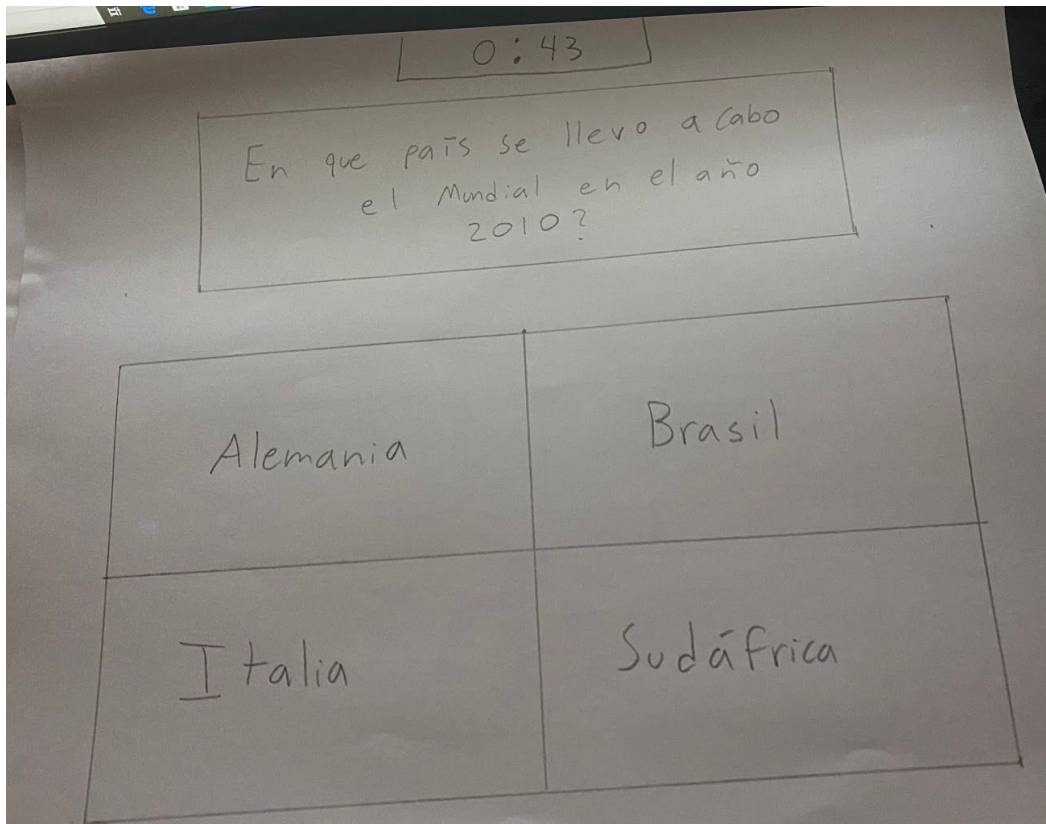 0:43
En que país se llevo a cabo
el Mundial en el año
2010?
Alemania
Brasil
Italia
Sudáfrica